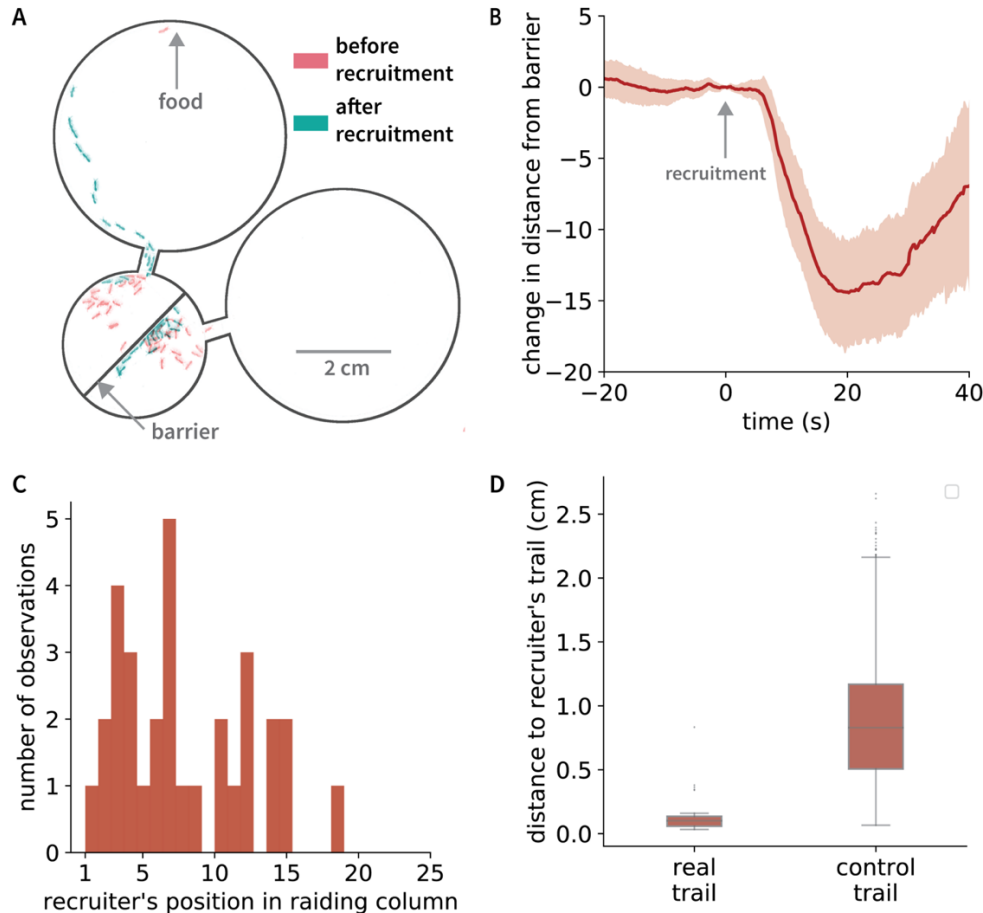 A
before
recruitment
after
recruitment
food
2 cm
barrier
B
change in distance from barrier
5
0
−5
−10
−15
−20
recruitment
−20
0
20
40
time (s)
C
number of observations
5
4
3
2
1
0
1
5
10
15
20
25
recruiter's position in raiding column
D
distance to recruiter's trail (cm)
2.5
2.0
1.5
1.0
0.5
0.0
real
trail
control
trail